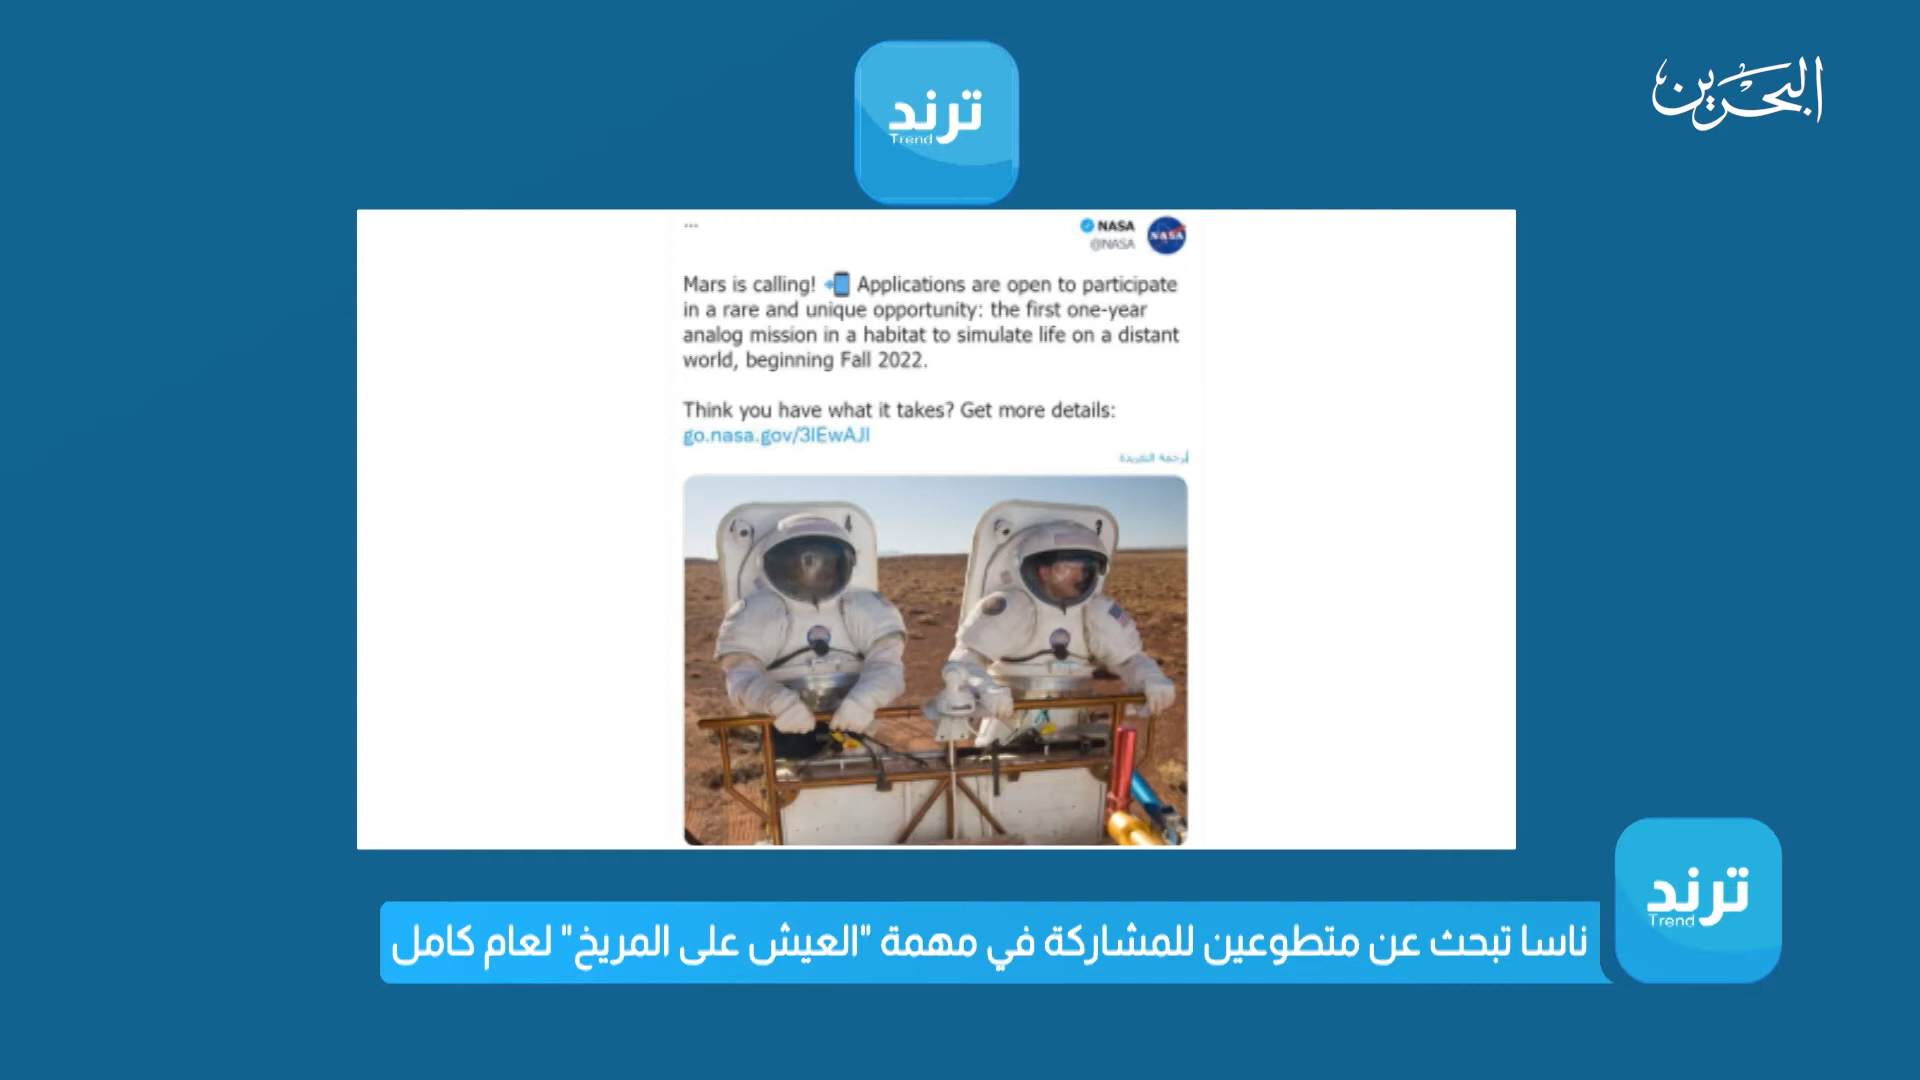 ترند
Trend
البحرين
...
NASA
@NASA
NASA
Mars is calling! 📲 Applications are open to participate
in a rare and unique opportunity: the first one-year
analog mission in a habitat to simulate life on a distant
world, beginning Fall 2022.
Think you have what it takes? Get more details:
go.nasa.gov/3lEwAJl
ترجمة التغريدة
ترند
Trend
ناسا تبحث عن متطوعين للمشاركة في مهمة "العيش على المريخ" لعام كامل